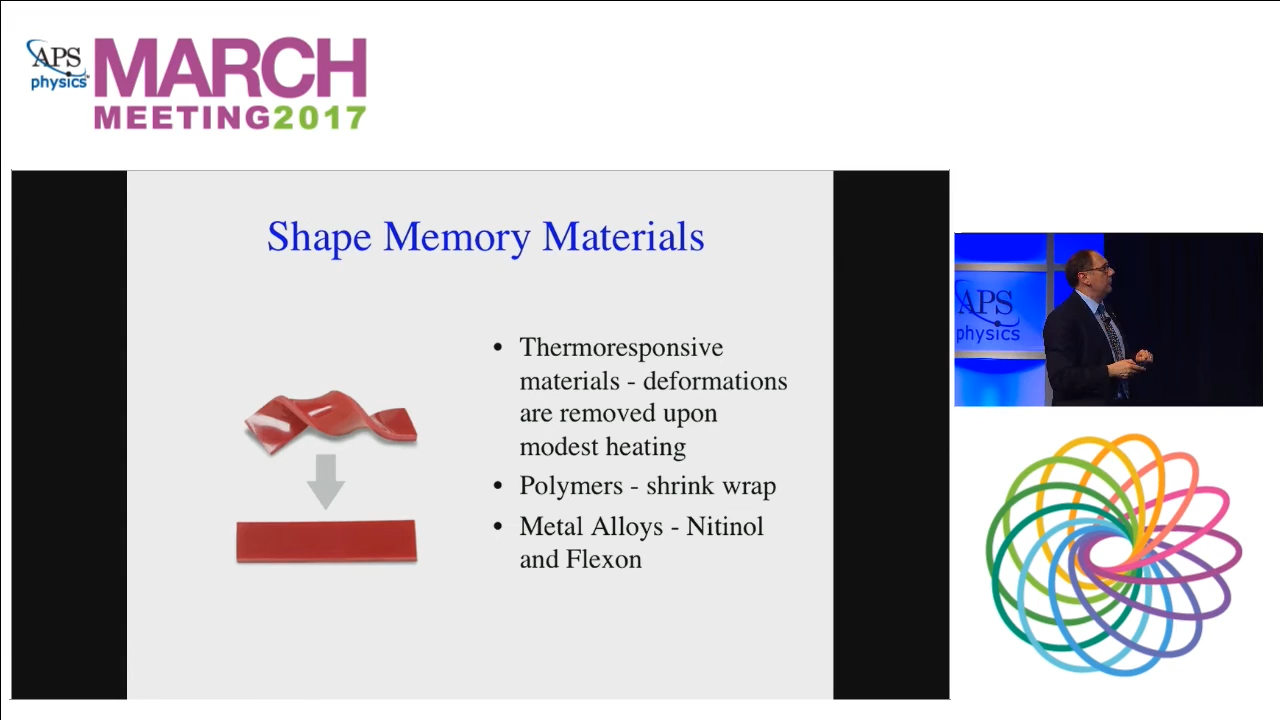 APS
physics
MARCH
MEETING2017
Shape Memory Materials
• Thermoresponsive
materials - deformations
are removed upon
modest heating
• Polymers - shrink wrap
• Metal Alloys - Nitinol
and Flexon
APS
physics